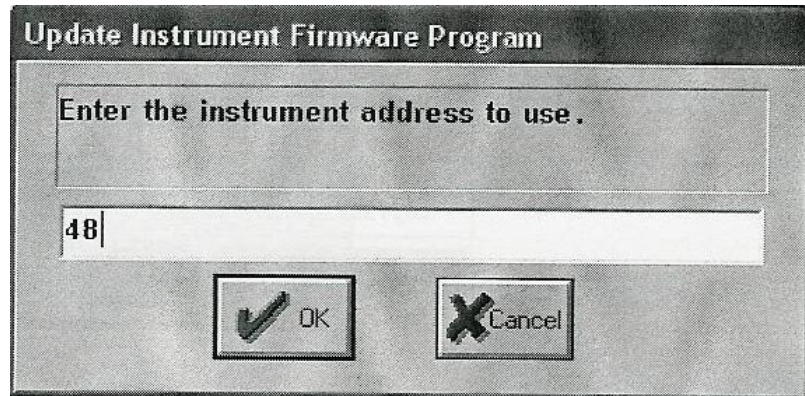 Update Instrument Firmware Program
Enter the instrument address to use.
48
OK
Cancel